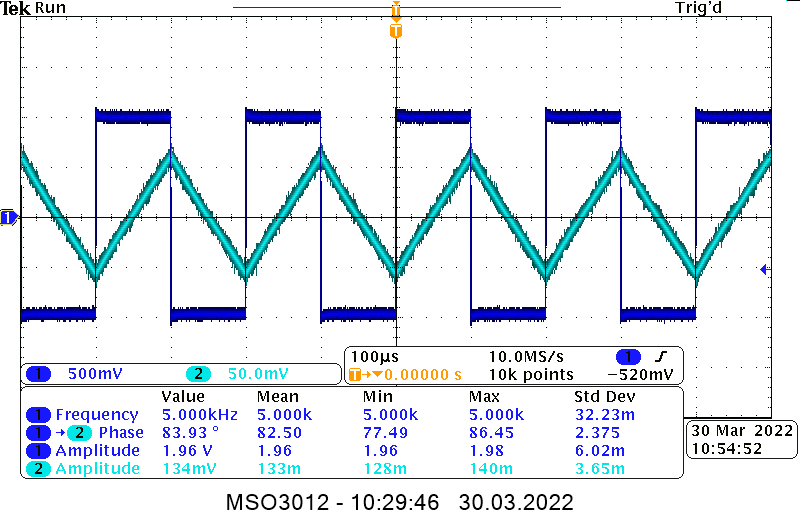 Tek Run Trig'd
T
T
T
100µs 10.0MS/s 1
1 500mV 2 50.0mV T→▼0.00000 s 10k points −520mV
Value Mean Min Max Std Dev
1 Frequency 5.000kHz 5.000k 5.000k 5.000k 32.23m
1 → 2 Phase 83.93 ° 82.50 77.49 86.45 2.375
1 Amplitude 1.96 V 1.96 1.96 1.98 6.02m
2 Amplitude 134mV 133m 128m 140m 3.65m
30 Mar 2022
10:54:52
MSO3012 - 10:29:46 30.03.2022